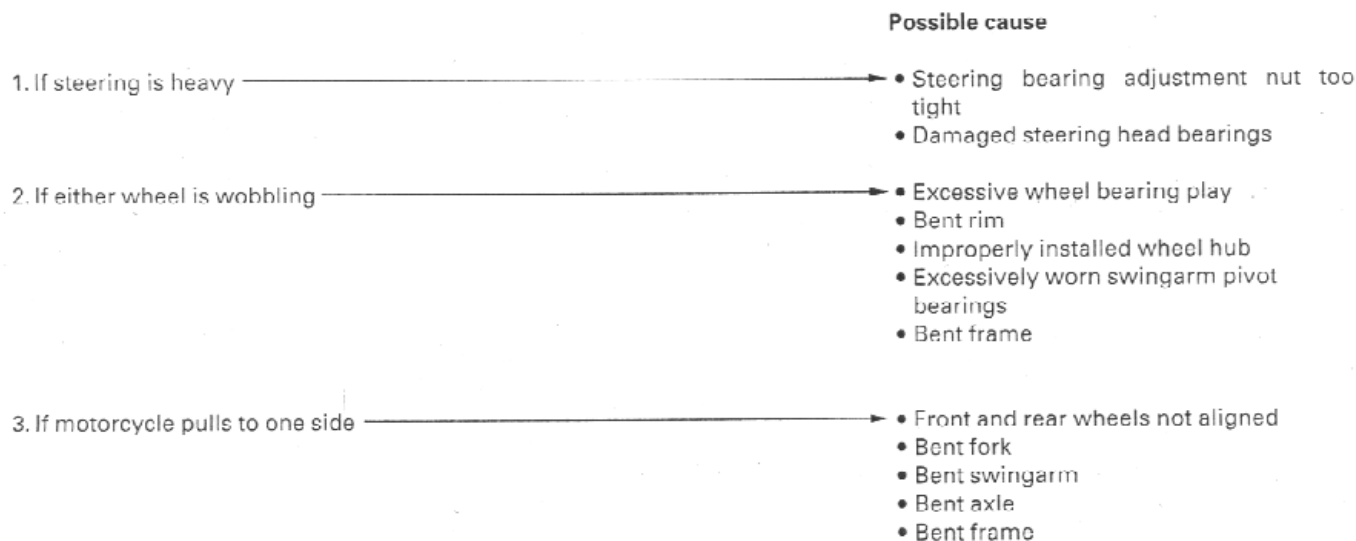 Possible cause
1. If steering is heavy
• Steering bearing adjustment nut too
tight
• Damaged steering head bearings
2. If either wheel is wobbling
• Excessive wheel bearing play
• Bent rim
• Improperly installed wheel hub
• Excessively worn swingarm pivot
bearings
• Bent frame
3. If motorcycle pulls to one side
• Front and rear wheels not aligned
• Bent fork
• Bent swingarm
• Bent axle
• Bent frame